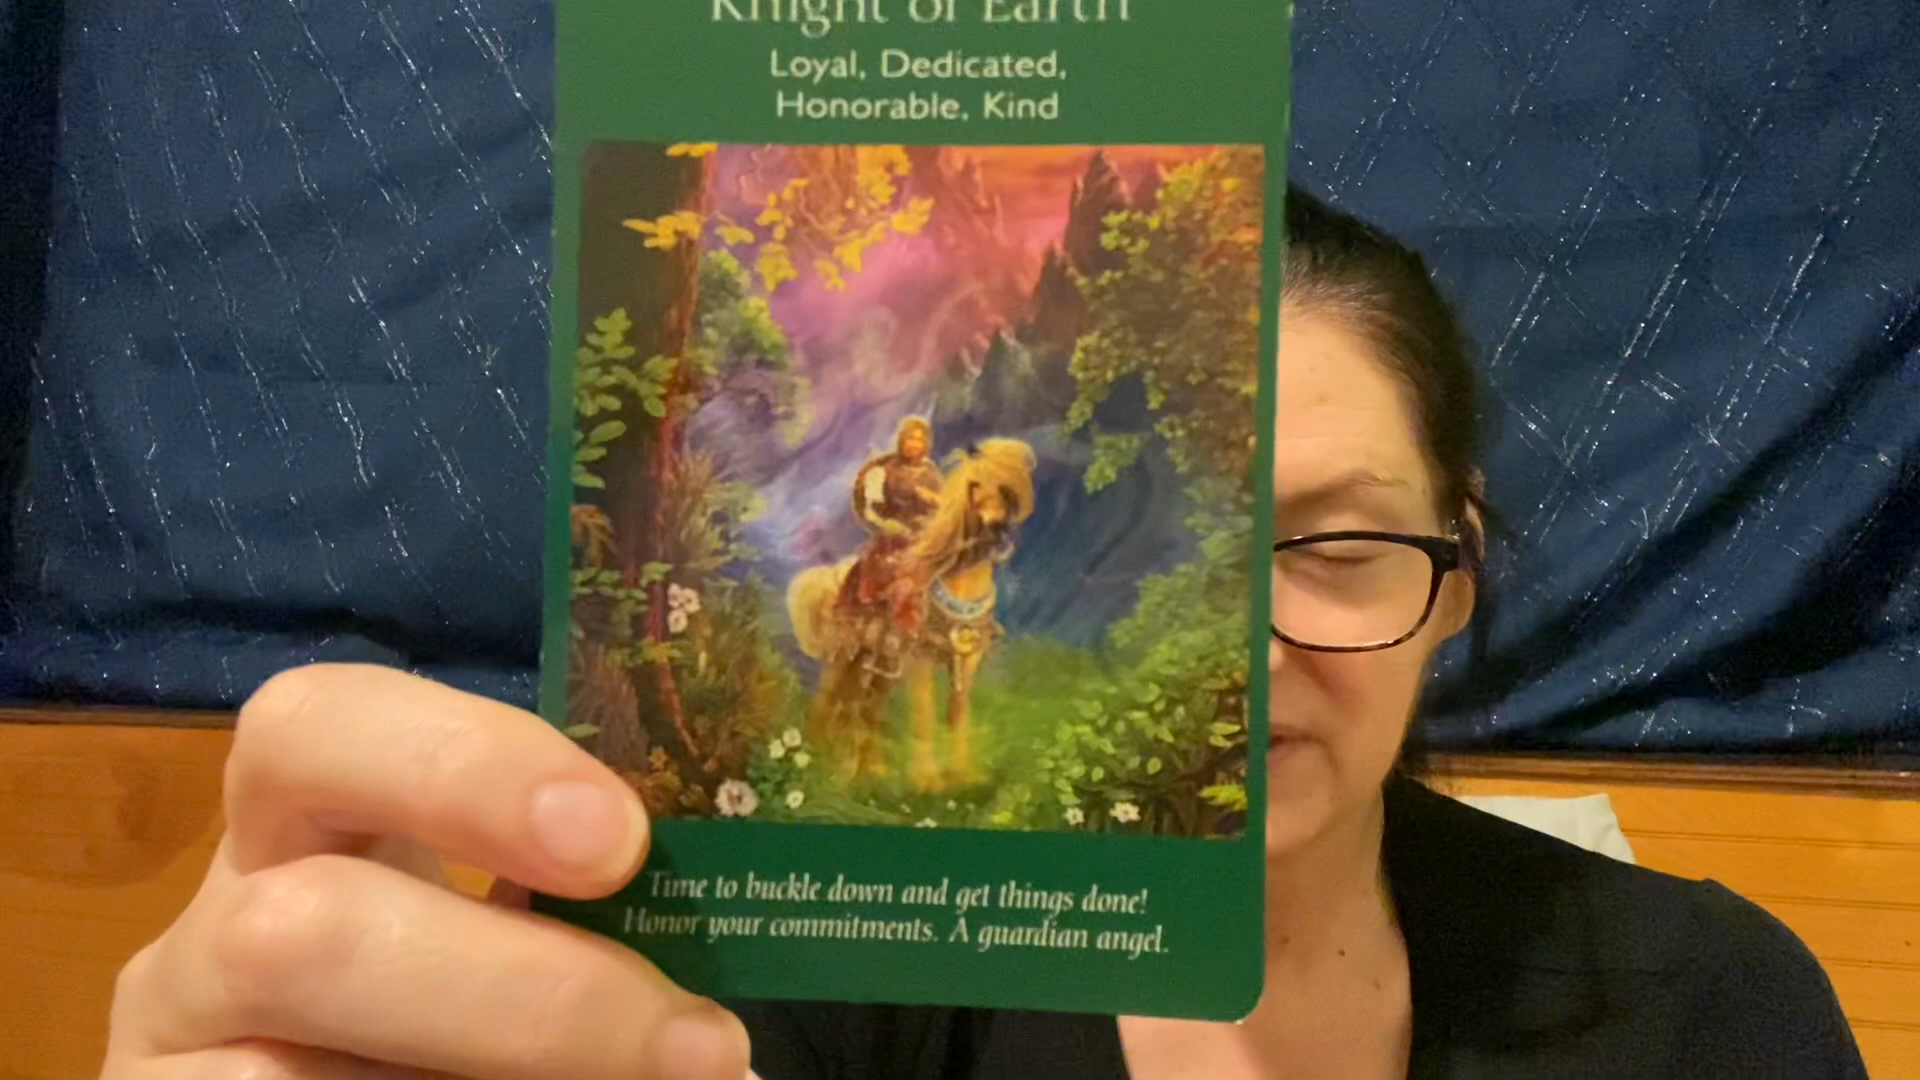 Knight of Earth
Loyal, Dedicated,
Honorable, Kind
Time to buckle down and get things done!
Honor your commitments. A guardian angel.